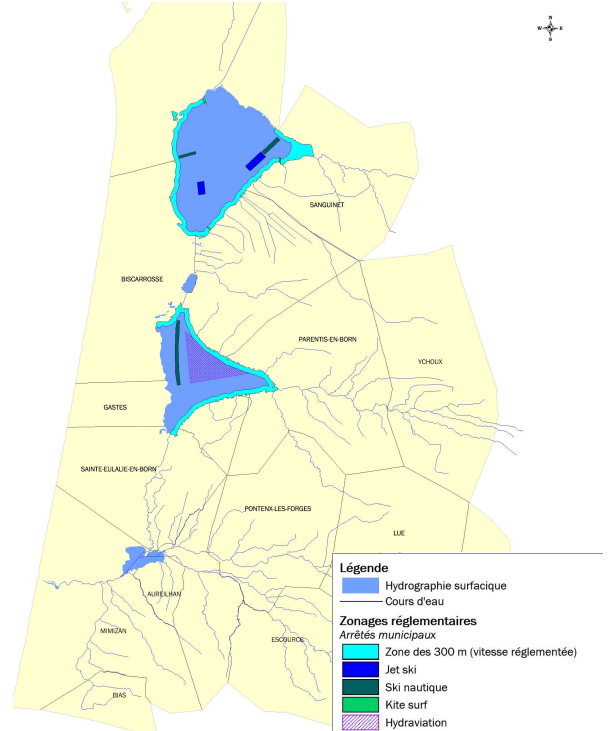 N
W E
S
SANGUINET
BISCARROSSE
PARENTIS-EN-BORN
YCHOUX
GASTES
SAINTE-EULALIE-EN-BORN
PONTENX-LES-FORGES
LUE
AUREILHAN
MIMIZAN
ESCOURCE
BIAS
Légende
Hydrographie surfacique
Cours d'eau
Zonages réglementaires
Arrêtés municipaux
Zone des 300 m (vitesse réglementée)
Jet ski
Ski nautique
Kite surf
Hydraviation